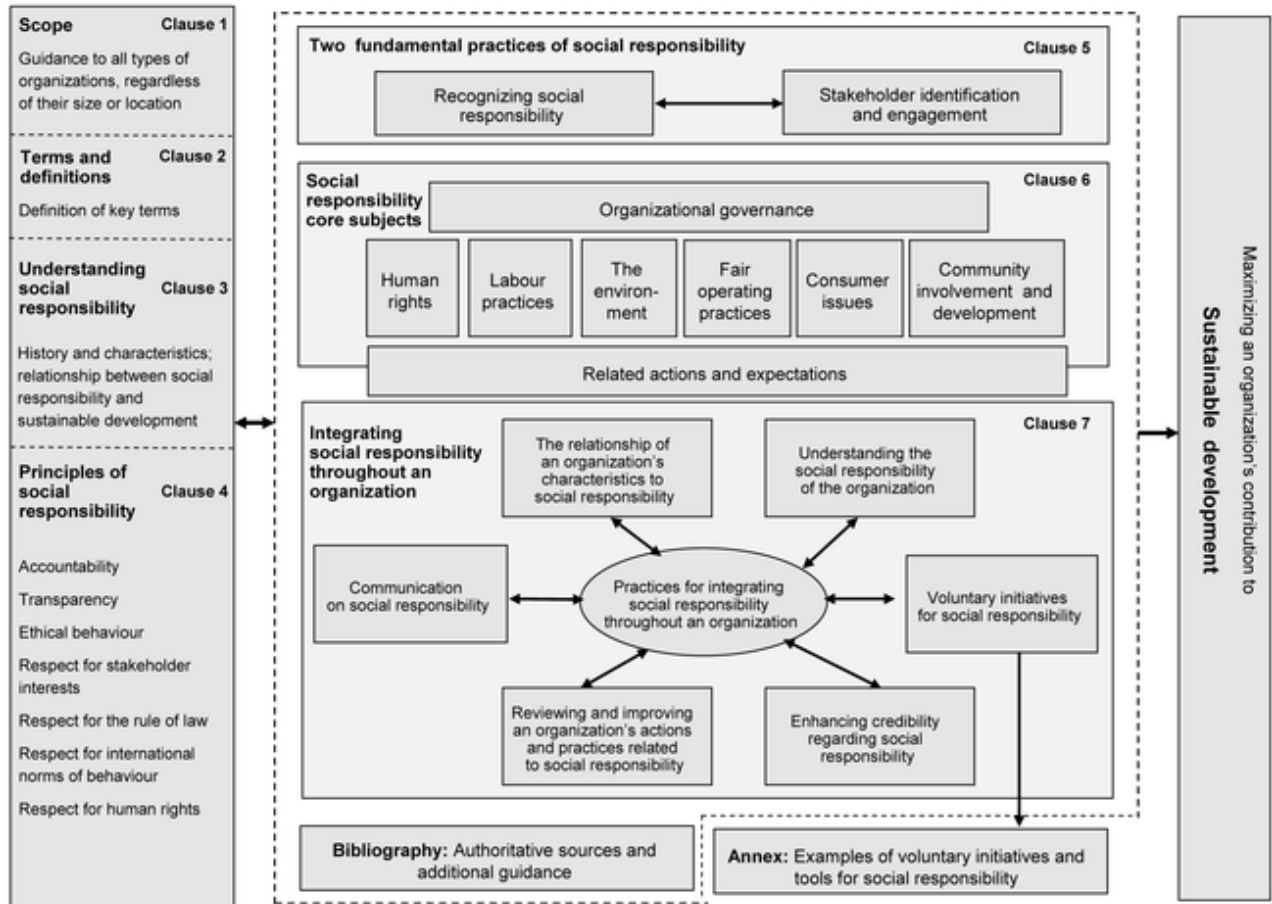 Scope Clause 1
Guidance to all types of
organizations, regardless
of their size or location
Terms and Clause 2
definitions
Definition of key terms
Understanding
social
responsibility Clause 3
History and characteristics;
relationship between social
responsibility and
sustainable development
Principles of
social Clause 4
responsibility
Accountability
Transparency
Ethical behaviour
Respect for stakeholder
interests
Respect for the rule of law
Respect for international
norms of behaviour
Respect for human rights
Two fundamental practices of social responsibility Clause 5
Recognizing social
responsibility
Stakeholder identification
and engagement
Social
responsibility
core subjects
Clause 6
Organizational governance
Human
rights
Labour
practices
The
environ-
ment
Fair
operating
practices
Consumer
issues
Community
involvement and
development
Related actions and expectations
Integrating
social responsibility
throughout an
organization
Clause 7
The relationship of
an organization's
characteristics to
social responsibility
Understanding the
social responsibility
of the organization
Communication
on social responsibility
Practices for integrating
social responsibility
throughout an organization
Voluntary initiatives
for social responsibility
Reviewing and improving
an organization's actions
and practices related
to social responsibility
Enhancing credibility
regarding social
responsibility
Bibliography: Authoritative sources and
additional guidance
Annex: Examples of voluntary initiatives and
tools for social responsibility
Maximizing an organization's contribution to
Sustainable development